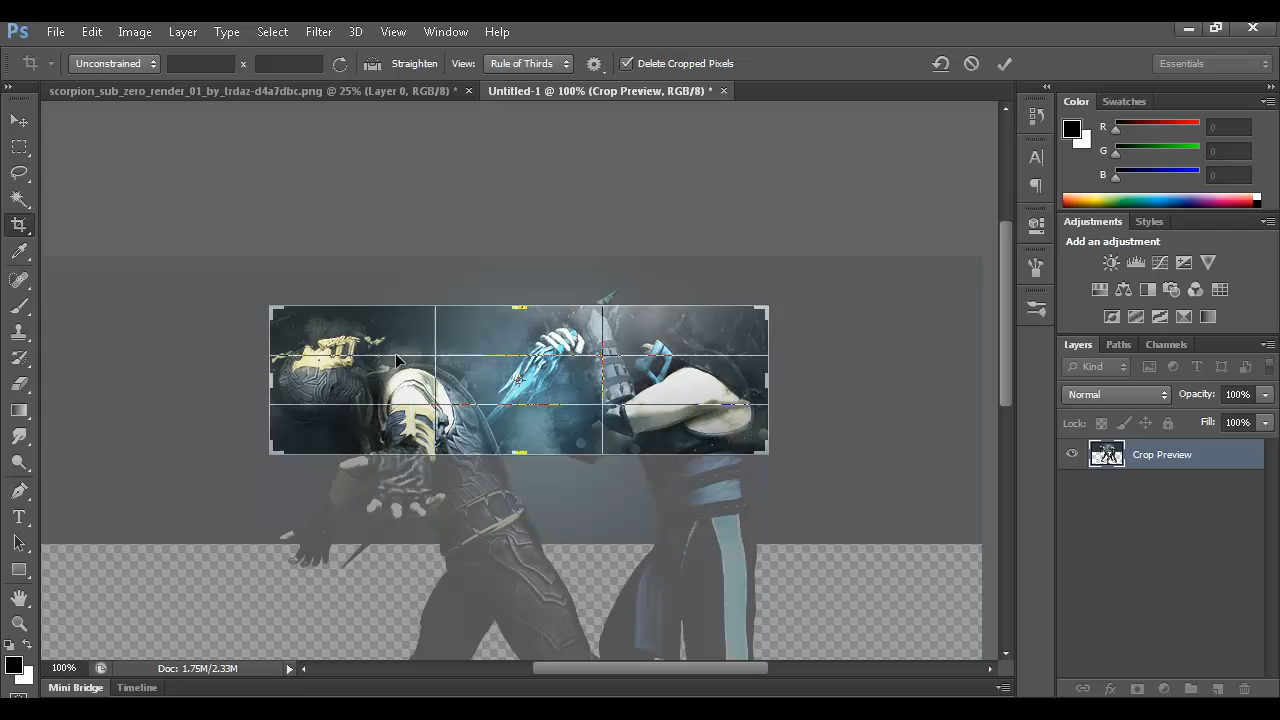 Ps File Edit Image Layer Type Select Filter 3D View Window Help
Unconstrained x Straighten View: Rule of Thirds Delete Cropped Pixels Essentials
scorpion_sub_zero_render_01_by_trdaz-d4a7dbc.png @ 25% (Layer 0, RGB/8) * × Untitled-1 @ 100% (Crop Preview, RGB/8) * ×
Color Swatches
R 0
G 0
B 0
Adjustments Styles
Add an adjustment
Layers Paths Channels
Kind
Normal Opacity: 100%
Lock: Fill: 100%
Crop Preview
100% Doc: 1.75M/2.33M
Mini Bridge Timeline